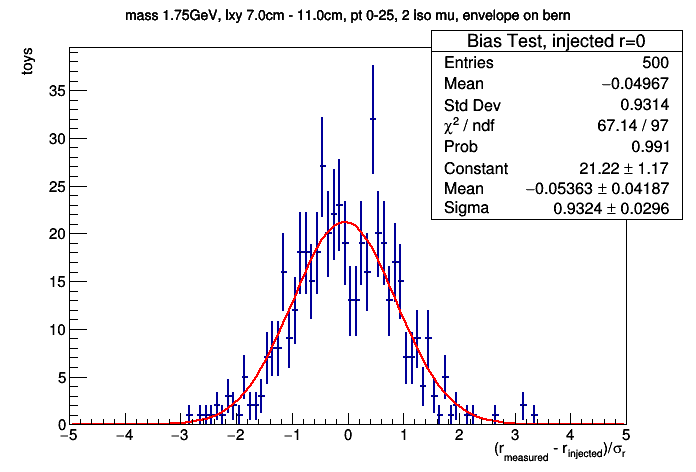 mass 1.75GeV, lxy 7.0cm - 11.0cm, pt 0-25, 2 Iso mu, envelope on bern
Bias Test, injected r=0
Entries 500
Mean −0.04967
Std Dev 0.9314
χ² / ndf 67.14 / 97
Prob 0.991
Constant 21.22 ± 1.17
Mean −0.05363 ± 0.04187
Sigma 0.9324 ± 0.0296
toys
35
30
25
20
15
10
5
0
−5 −4 −3 −2 −1 0 1 2 3 4 5
(r_measured - r_injected)/σ_r